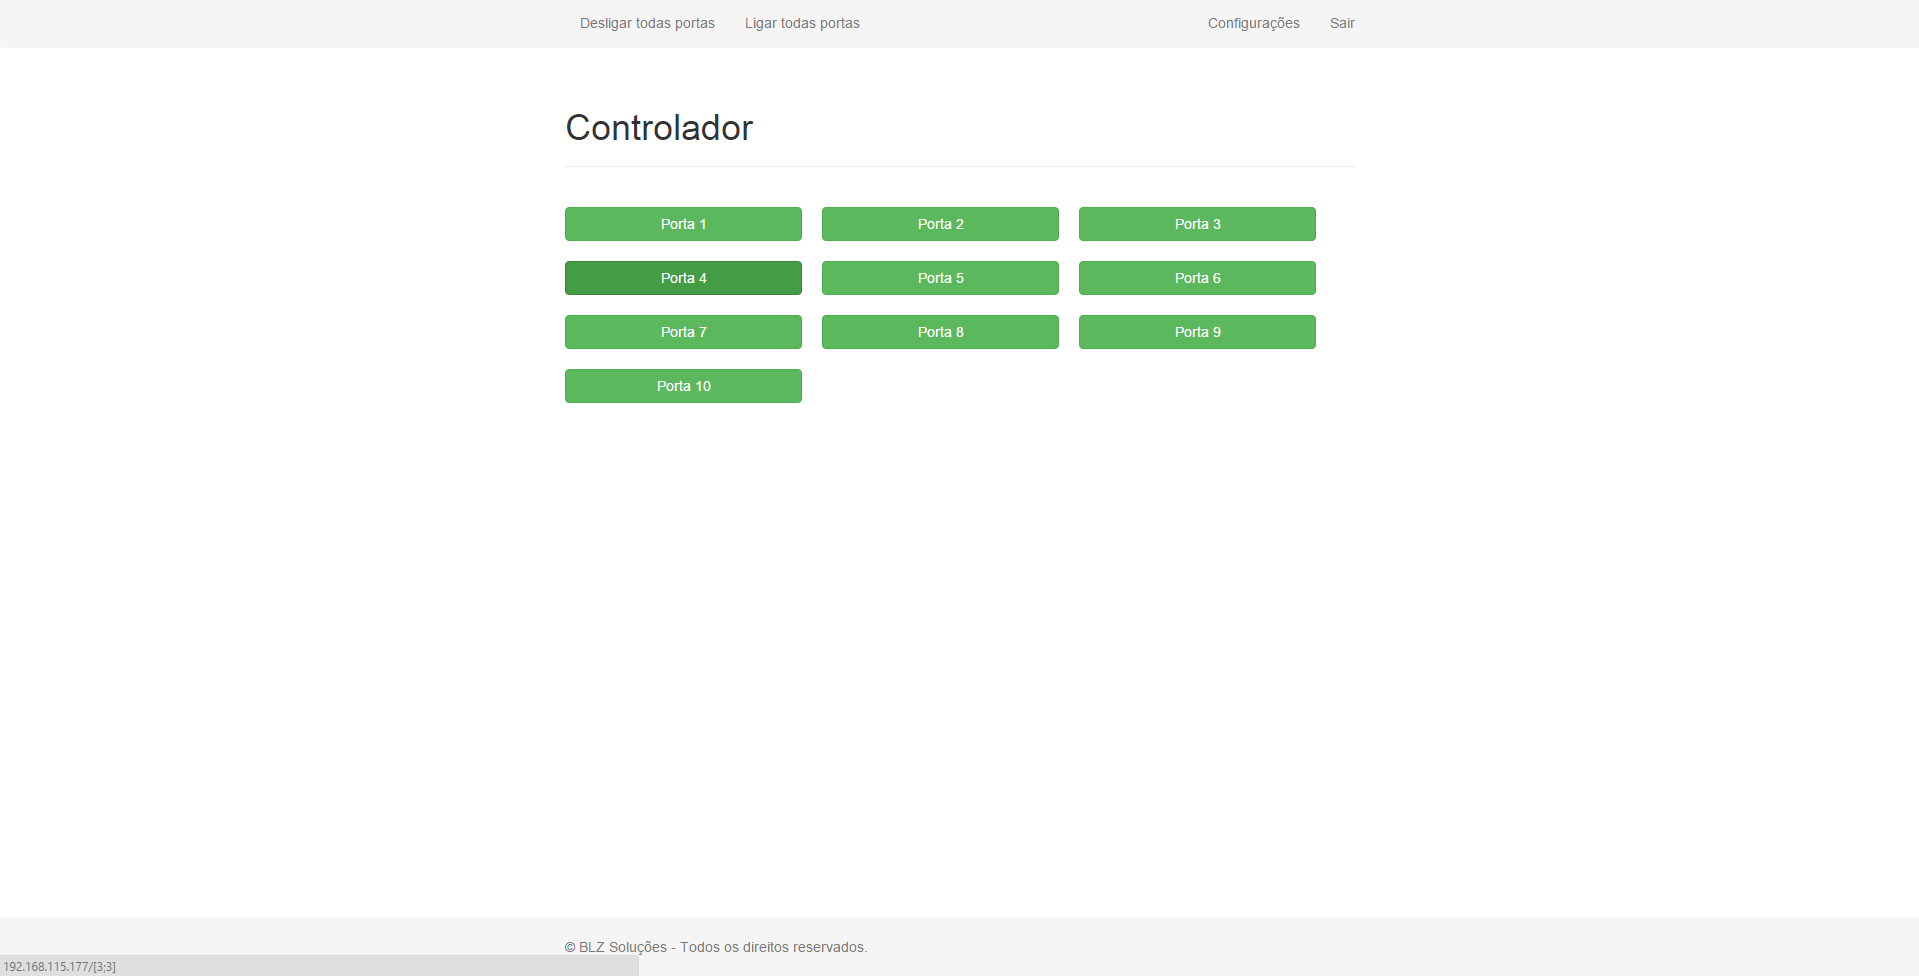 Desligar todas portas Ligar todas portas Configurações Sair
Controlador
Porta 1 Porta 2 Porta 3
Porta 4 Porta 5 Porta 6
Porta 7 Porta 8 Porta 9
Porta 10
© BLZ Soluções - Todos os direitos reservados.
192.168.115.177/[3;3]